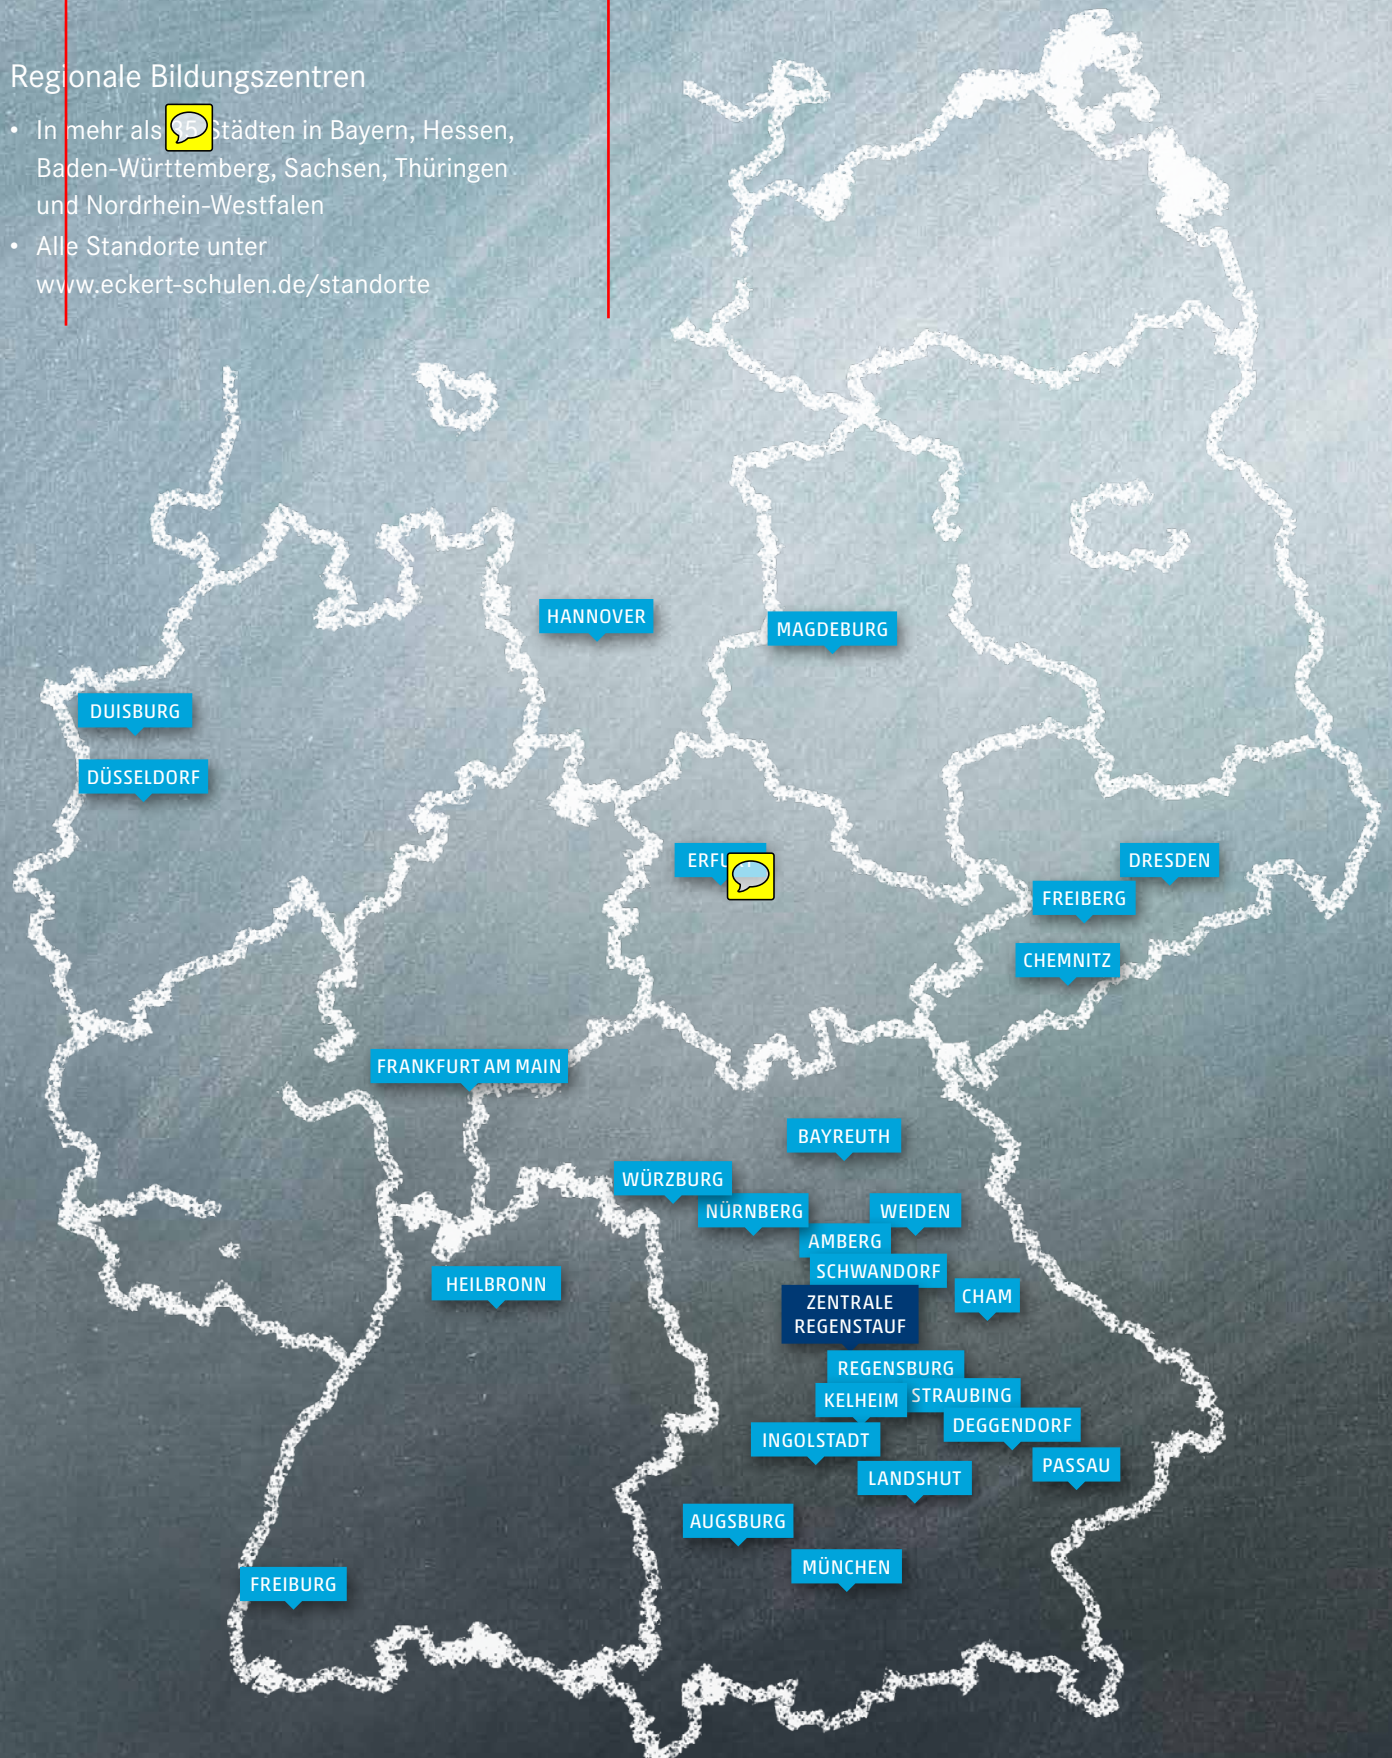 Regionale Bildungszentren
• In mehr als Städten in Bayern, Hessen,
Baden-Württemberg, Sachsen, Thüringen
und Nordrhein-Westfalen
• Alle Standorte unter
www.eckert-schulen.de/standorte
HANNOVER
MAGDEBURG
DUISBURG
DÜSSELDORF
DRESDEN
FREIBERG
CHEMNITZ
FRANKFURT AM MAIN
BAYREUTH
WÜRZBURG
NÜRNBERG
WEIDEN
AMBERG
SCHWANDORF
HEILBRONN
CHAM
ZENTRALE
REGENSTAUF
REGENSBURG
KELHEIM
STRAUBING
DEGGENDORF
INGOLSTADT
PASSAU
LANDSHUT
AUGSBURG
MÜNCHEN
FREIBURG